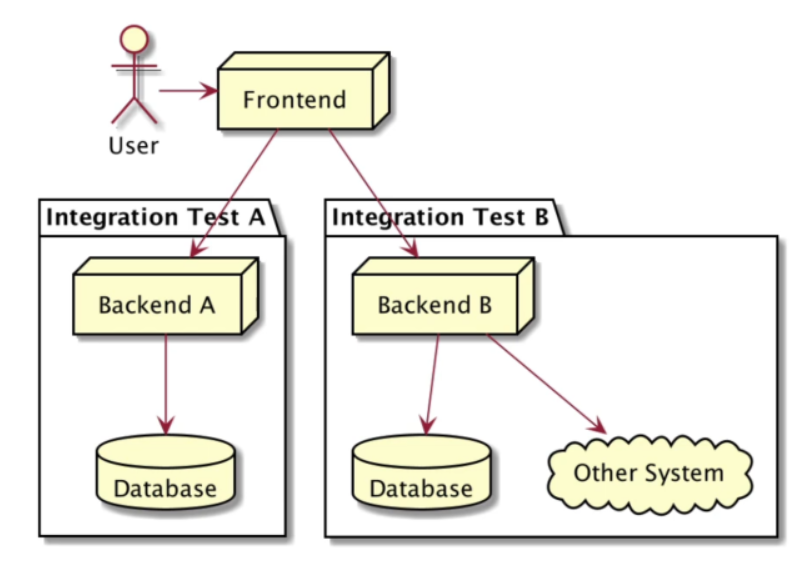 Frontend
User
Integration Test A
Integration Test B
Backend A
Backend B
Database
Database
Other System